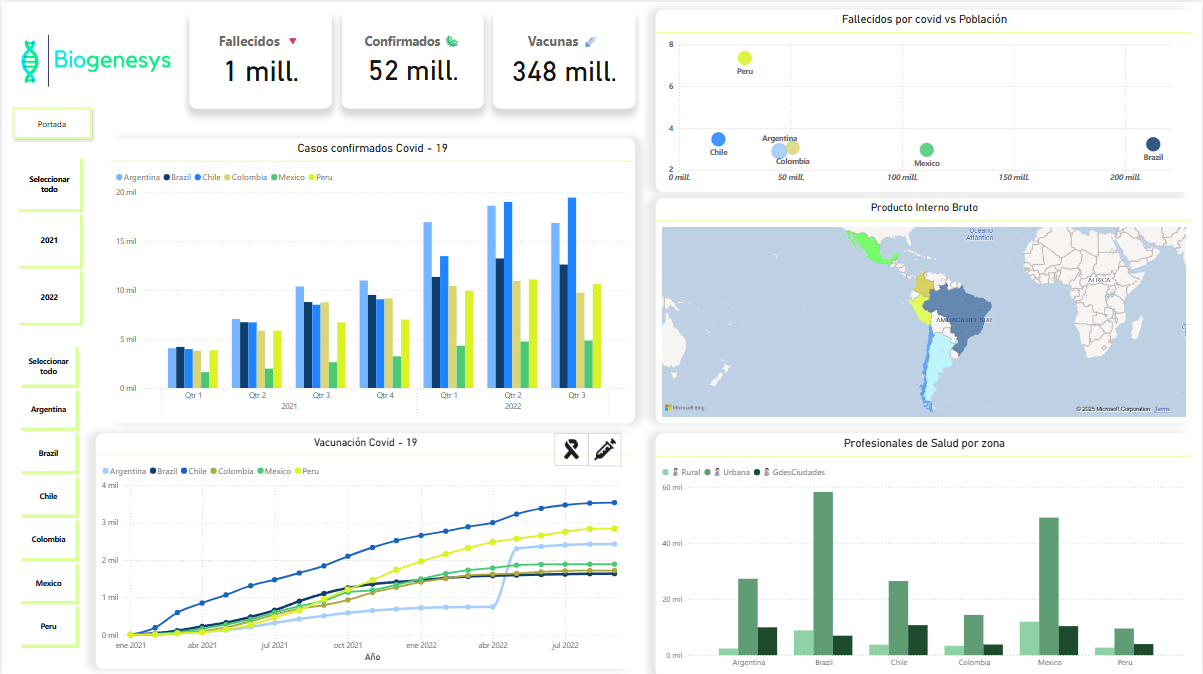 Biogenesys
Fallecidos
1 mill.
Confirmados
52 mill.
Vacunas
348 mill.
Portada
Seleccionar
todo
2021
2022
Seleccionar
todo
Argentina
Brazil
Chile
Colombia
Mexico
Peru
Casos confirmados Covid - 19
Argentina Brazil Chile Colombia Mexico Peru
20 mil
15 mil
10 mil
5 mil
0 mil
Qtr 1 Qtr 2 Qtr 3 Qtr 4 Qtr 1 Qtr 2 Qtr 3
2021 2022
Vacunación Covid - 19
Argentina Brazil Chile Colombia Mexico Peru
4 mil
3 mil
2 mil
1 mil
0 mil
ene 2021 abr 2021 jul 2021 oct 2021 ene 2022 abr 2022 jul 2022
Año
Fallecidos por covid vs Población
8
6
4
2
Peru
Chile
Argentina
Colombia
Mexico
Brazil
0 mill. 50 mill. 100 mill. 150 mill. 200 mill.
Producto Interno Bruto
Océano
Atlántico
ÁFRICA
AMÉRICA DEL SUR
Microsoft Bing
© 2025 Microsoft Corporation Terms
Profesionales de Salud por zona
Rural Urbana GdesCiudades
60 mil
40 mil
20 mil
0 mil
Argentina Brazil Chile Colombia Mexico Peru